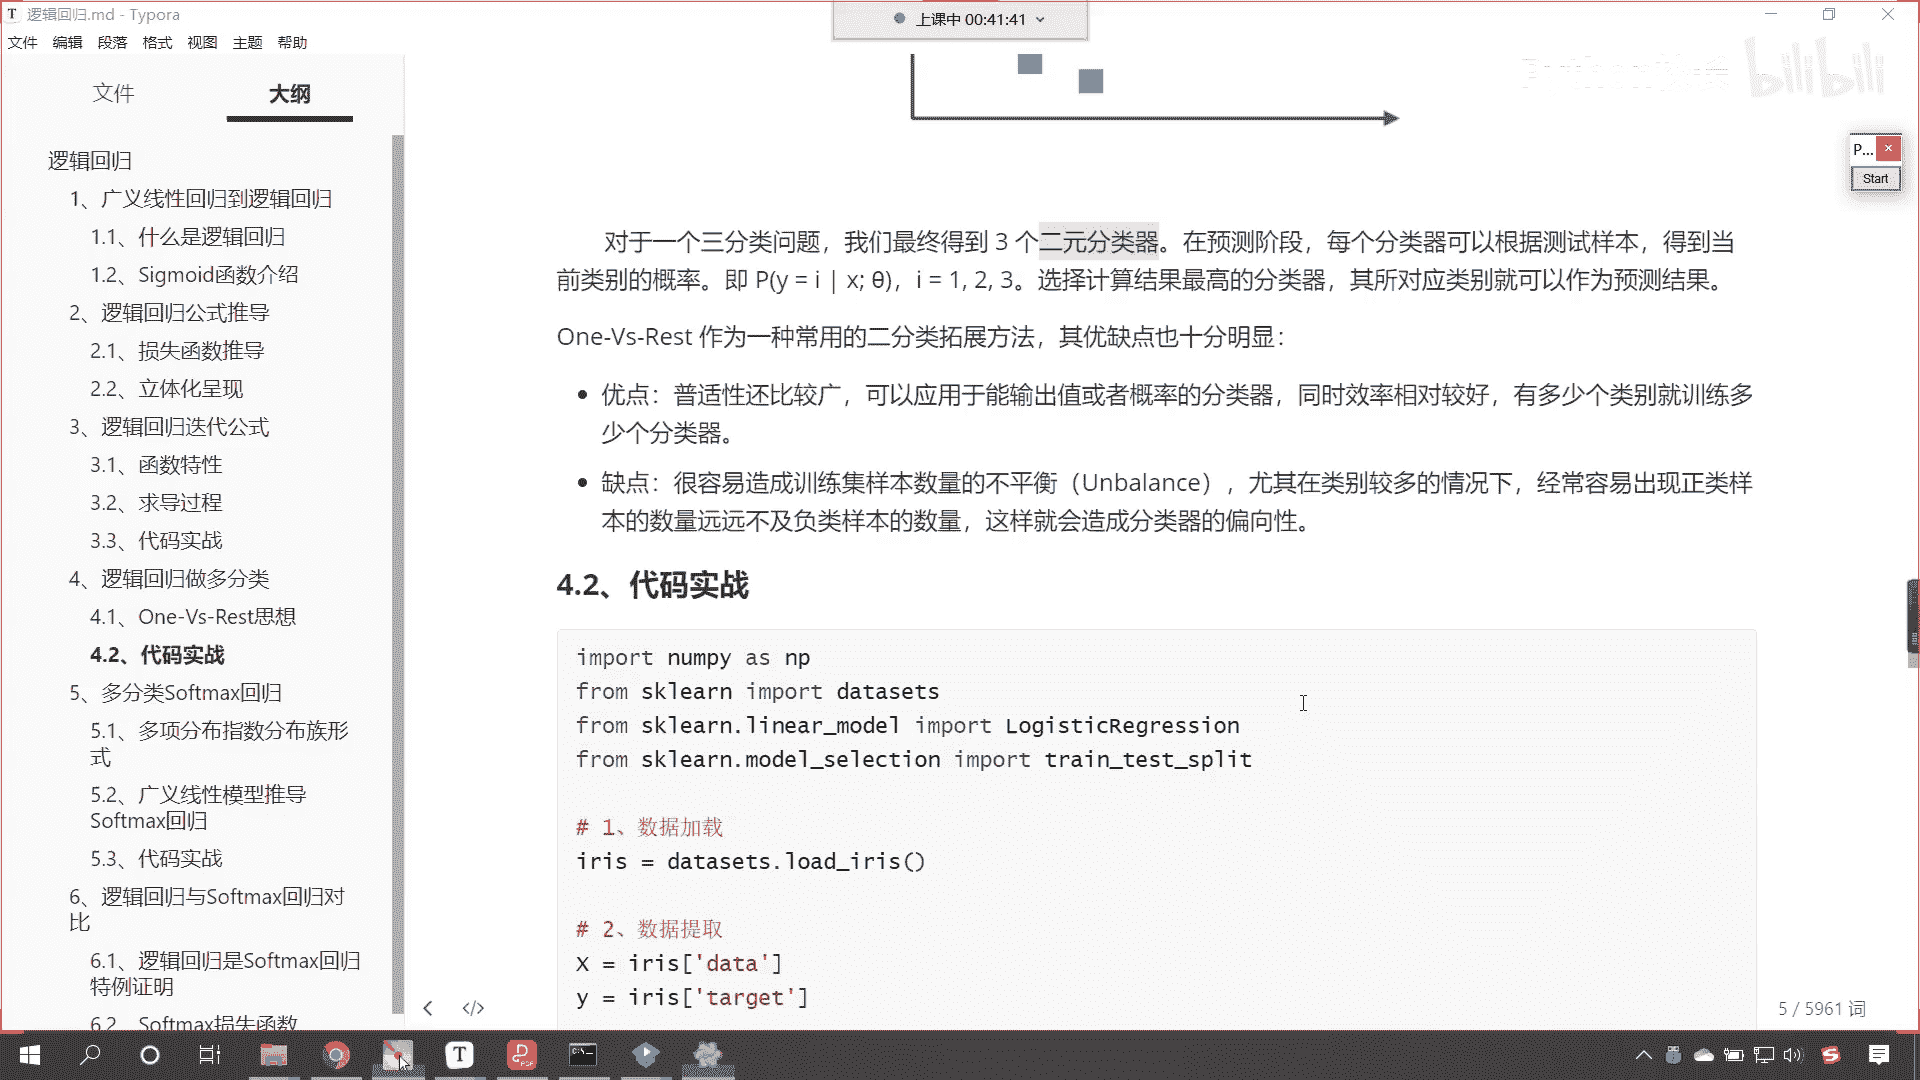 逻辑回归.md - Typora
上课中 00:41:41
文件 编辑 段落 格式 视图 主题 帮助
bilibili
文件 大纲
P...
Start
逻辑回归
1、广义线性回归到逻辑回归
1.1、什么是逻辑回归
1.2、Sigmoid函数介绍
2、逻辑回归公式推导
2.1、损失函数推导
2.2、立体化呈现
3、逻辑回归迭代公式
3.1、函数特性
3.2、求导过程
3.3、代码实战
4、逻辑回归做多分类
4.1、One-Vs-Rest思想
4.2、代码实战
5、多分类Softmax回归
5.1、多项分布指数分布族形
式
5.2、广义线性模型推导
Softmax回归
5.3、代码实战
6、逻辑回归与Softmax回归对
比
6.1、逻辑回归是Softmax回归
特例证明
6.2、Softmax损失函数
对于一个三分类问题，我们最终得到 3 个二元分类器。在预测阶段，每个分类器可以根据测试样本，得到当
前类别的概率。即 P(y = i | x; θ)，i = 1, 2, 3。选择计算结果最高的分类器，其所对应类别就可以作为预测结果。
One-Vs-Rest 作为一种常用的二分类拓展方法，其优缺点也十分明显：
优点：普适性还比较广，可以应用于能输出值或者概率的分类器，同时效率相对较好，有多少个类别就训练多
少个分类器。
缺点：很容易造成训练集样本数量的不平衡（Unbalance），尤其在类别较多的情况下，经常容易出现正类样
本的数量远远不及负类样本的数量，这样就会造成分类器的偏向性。
4.2、代码实战
import numpy as np
from sklearn import datasets
from sklearn.linear_model import LogisticRegression
from sklearn.model_selection import train_test_split
# 1、数据加载
iris = datasets.load_iris()
# 2、数据提取
X = iris['data']
y = iris['target']
5 / 5961 词